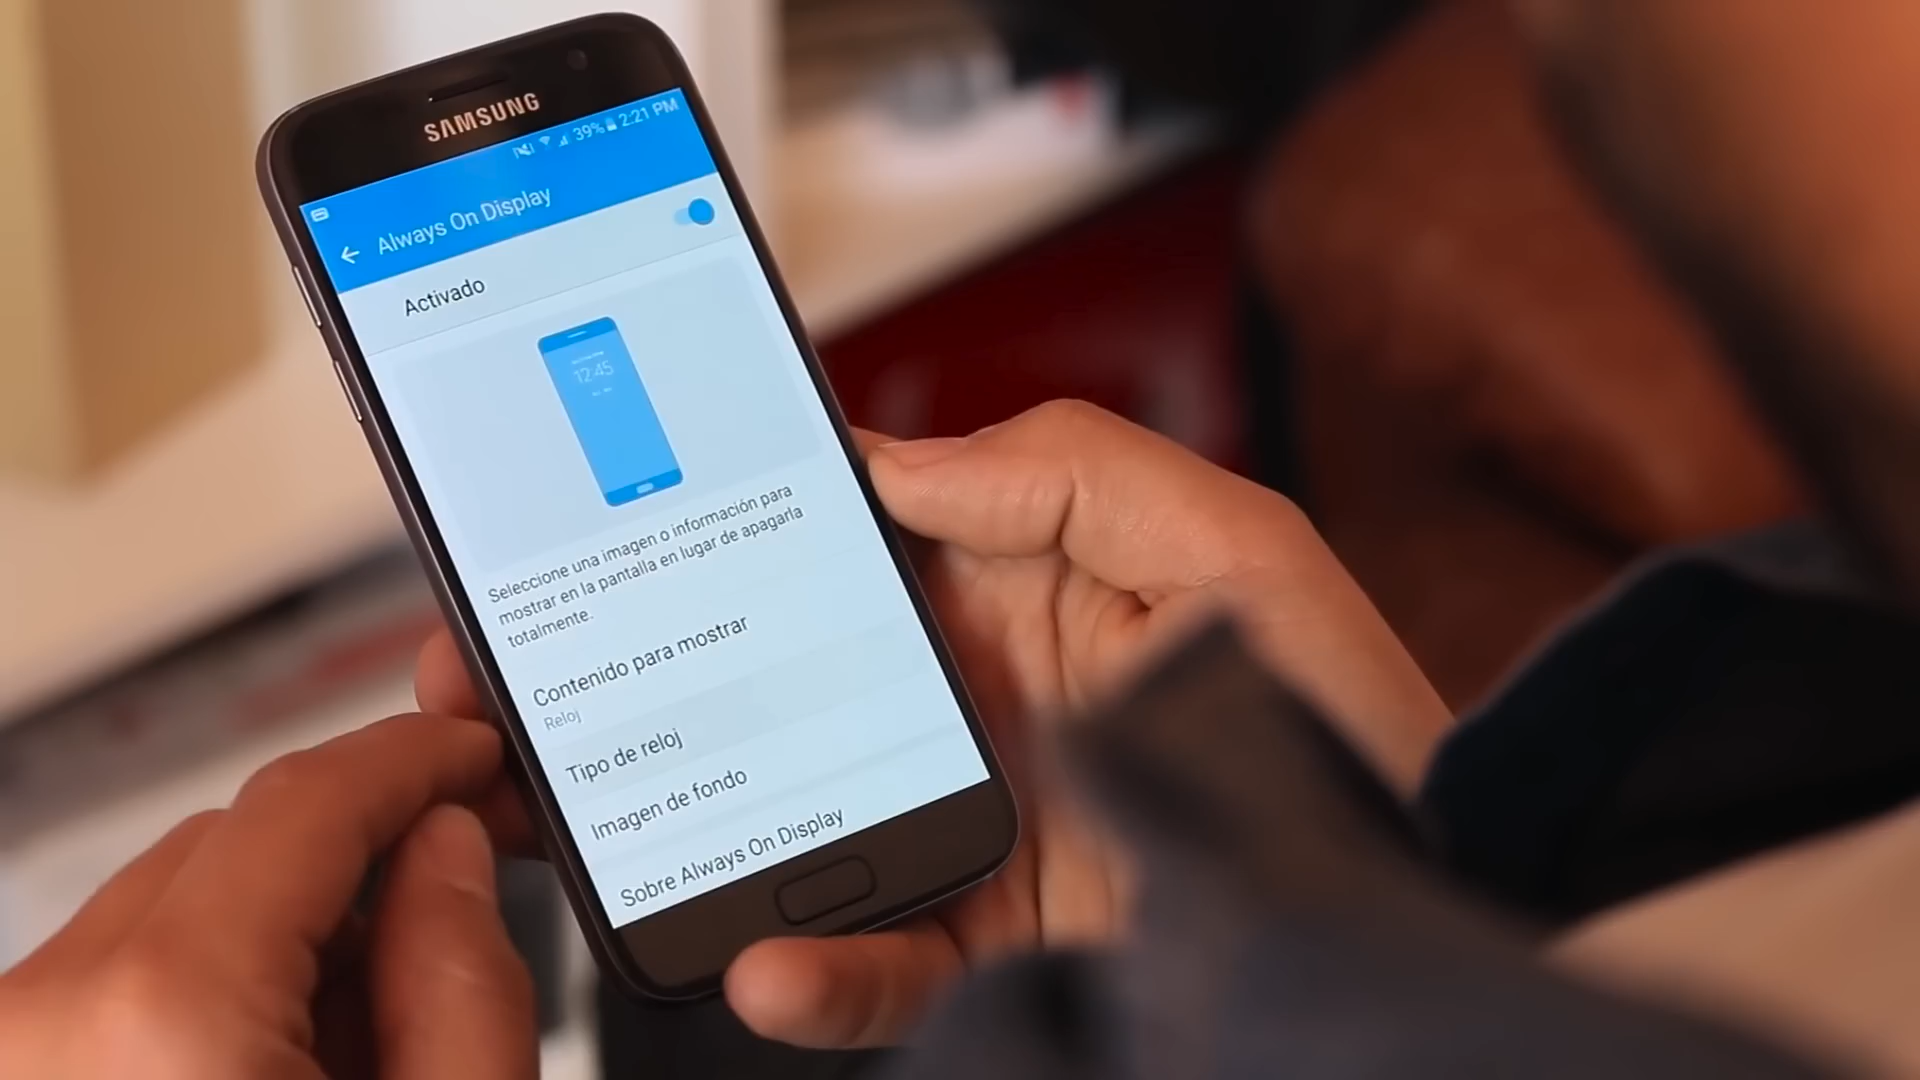 SAMSUNG
39% 2:21 PM
Always On Display
Activado
12:45
Seleccione una imagen o información para
mostrar en la pantalla en lugar de apagarla
totalmente.
Contenido para mostrar
Reloj
Tipo de reloj
Imagen de fondo
Sobre Always On Display